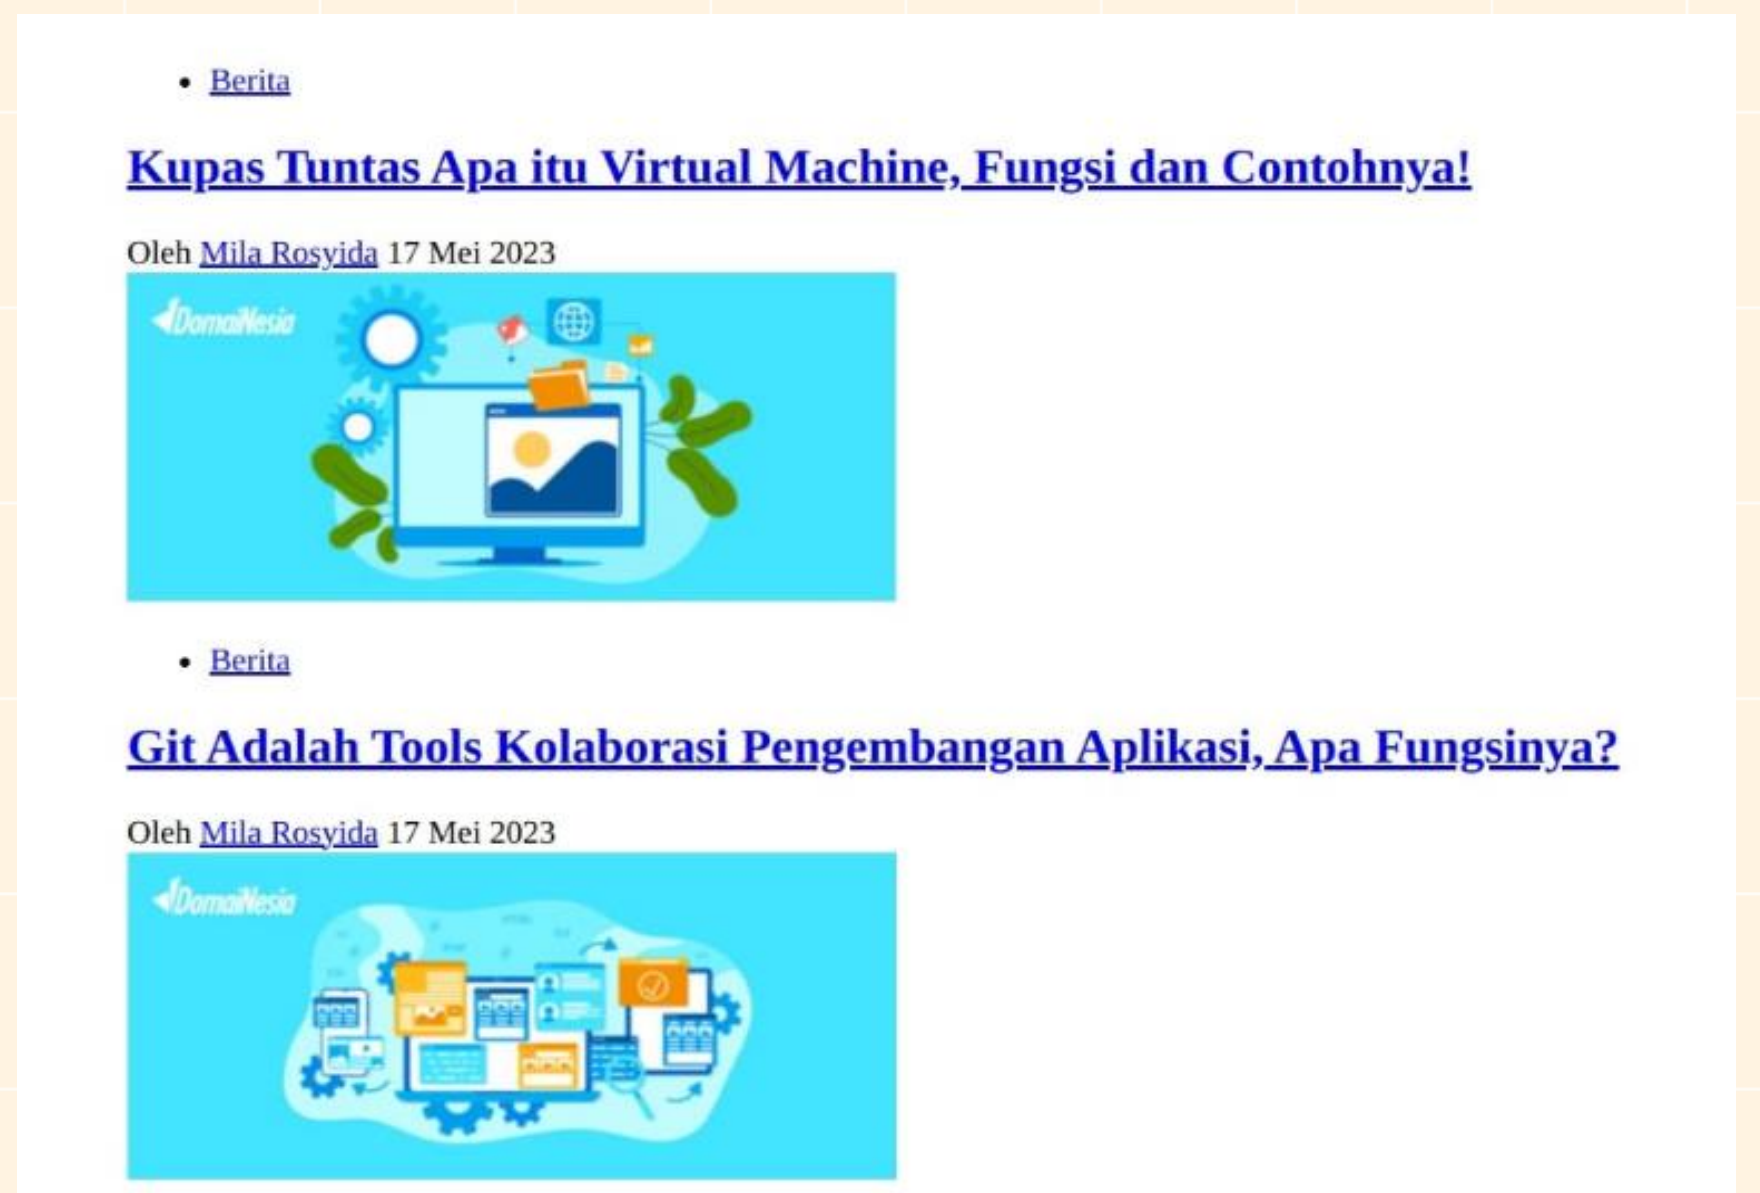 Berita
Kupas Tuntas Apa itu Virtual Machine, Fungsi dan Contohnya!
Oleh Mila Rosyida 17 Mei 2023
DomaiNesia
Berita
Git Adalah Tools Kolaborasi Pengembangan Aplikasi, Apa Fungsinya?
Oleh Mila Rosyida 17 Mei 2023
DomaiNesia